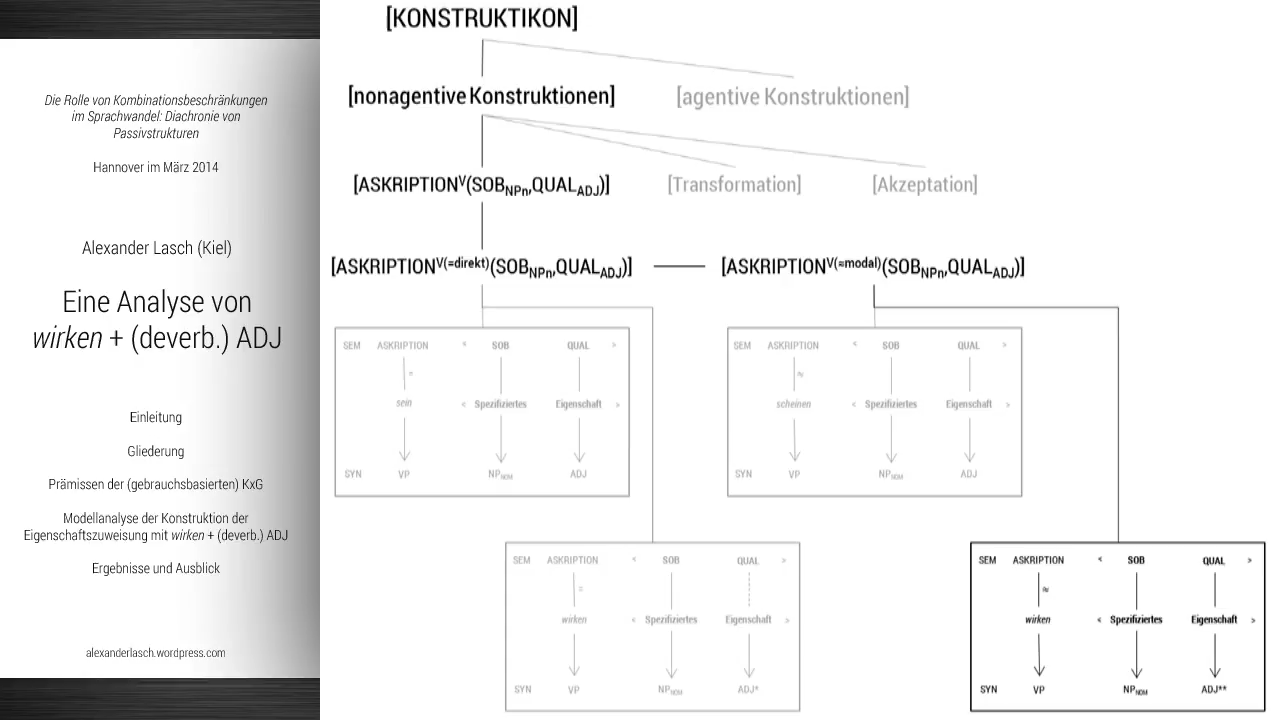 Die Rolle von Kombinationsbeschränkungen
im Sprachwandel: Diachronie von
Passivstrukturen
Hannover im März 2014
Alexander Lasch (Kiel)
Eine Analyse von
wirken + (deverb.) ADJ
Einleitung
Gliederung
Prämissen der (gebrauchsbasierten) KxG
Modellanalyse der Konstruktion der
Eigenschaftszuweisung mit wirken + (deverb.) ADJ
Ergebnisse und Ausblick
alexanderlasch.wordpress.com
[KONSTRUKTIKON]
[nonagentive Konstruktionen] [agentive Konstruktionen]
[ASKRIPTIONV(SOBNPn,QUALADJ)] [Transformation] [Akzeptation]
[ASKRIPTIONV(=direkt)(SOBNPn,QUALADJ)] [ASKRIPTIONV(≈modal)(SOBNPn,QUALADJ)]
SEM ASKRIPTION < SOB QUAL >
=
sein < Spezifiziertes Eigenschaft >
SYN VP NPNOM ADJ
SEM ASKRIPTION < SOB QUAL >
≈
scheinen < Spezifiziertes Eigenschaft >
SYN VP NPNOM ADJ
SEM ASKRIPTION < SOB QUAL >
=
wirken < Spezifiziertes Eigenschaft >
SYN VP NPNOM ADJ*
SEM ASKRIPTION < SOB QUAL >
≈
wirken < Spezifiziertes Eigenschaft >
SYN VP NPNOM ADJ**